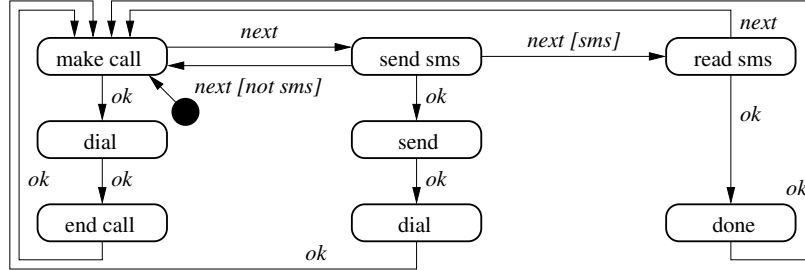 next
next
make call
send sms
next [sms]
read sms
next [not sms]
ok
ok
ok
dial
send
ok
ok
ok
ok
end call
dial
done
ok